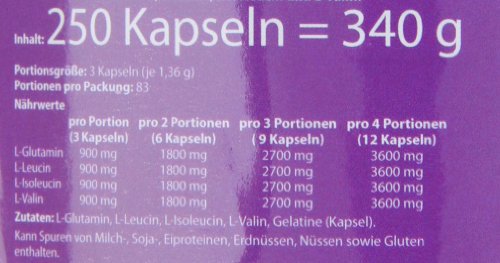 Inhalt: 250 Kapseln = 340 g
Portionsgröße: 3 Kapseln (je 1,36 g)
Portionen pro Packung: 83
Nährwerte
pro Portion pro 2 Portionen pro 3 Portionen pro 4 Portionen
(3 Kapseln) (6 Kapseln) ( 9 Kapseln) (12 Kapseln)
L-Glutamin 900 mg 1800 mg 2700 mg 3600 mg
L-Leucin 900 mg 1800 mg 2700 mg 3600 mg
L-Isoleucin 900 mg 1800 mg 2700 mg 3600 mg
L-Valin 900 mg 1800 mg 2700 mg 3600 mg
Zutaten: L-Glutamin, L-Leucin, L-Isoleucin, L-Valin, Gelatine (Kapsel).
Kann Spuren von Milch-, Soja-, Eiproteinen, Erdnüssen, Nüssen sowie Gluten
enthalten.